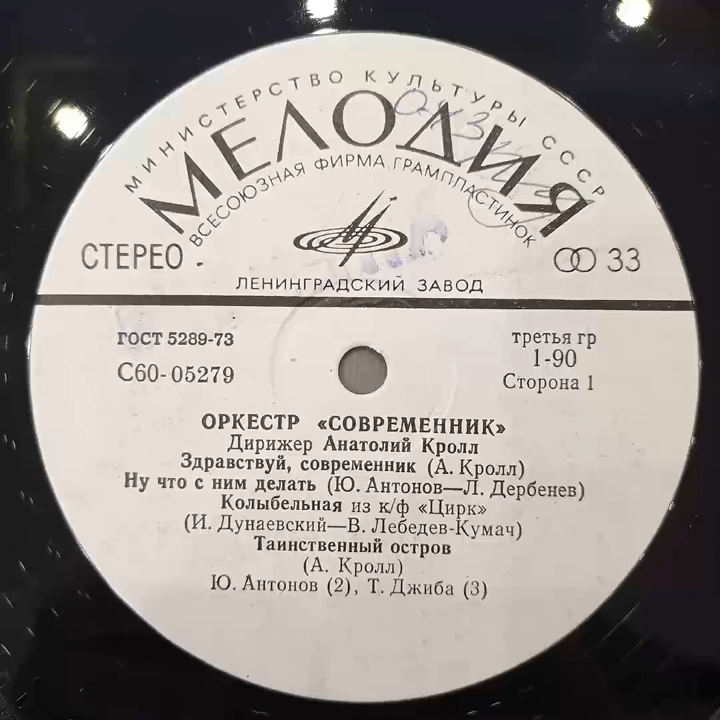 МИНИСТЕРСТВО КУЛЬТУРЫ СССР
МЕЛОДИЯ
ВСЕСОЮЗНАЯ ФИРМА ГРАМПЛАСТИНОК
СТЕРЕО
33
ЛЕНИНГРАДСКИЙ ЗАВОД
ГОСТ 5289-73
третья гр
С60-05279
1-90
Сторона 1
ОРКЕСТР «СОВРЕМЕННИК»
Дирижер Анатолий Кролл
Здравствуй, современник (А. Кролл)
Ну что с ним делать (Ю. Антонов—Л. Дербенев)
Колыбельная из к/ф «Цирк»
(И. Дунаевский—В. Лебедев-Кумач)
Таинственный остров
(А. Кролл)
Ю. Антонов (2), Т. Джиба (3)